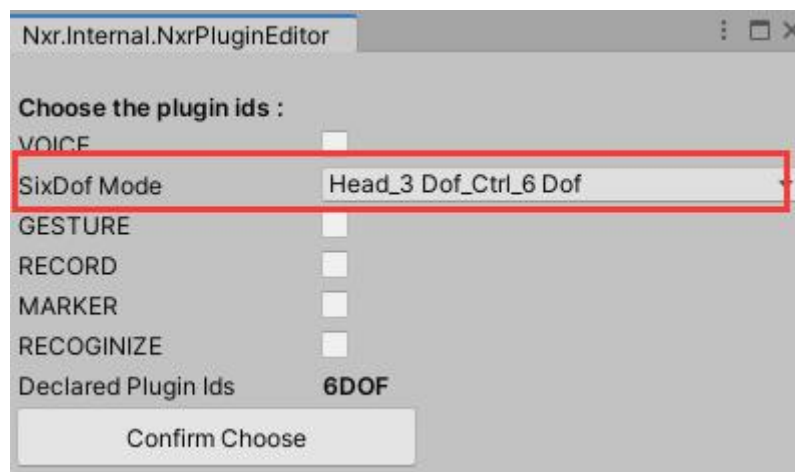 Nxr.Internal.NxrPluginEditor
Choose the plugin ids :
VOICE
SixDof Mode Head_3 Dof_Ctrl_6 Dof
GESTURE
RECORD
MARKER
RECOGINIZE
Declared Plugin Ids 6DOF
Confirm Choose